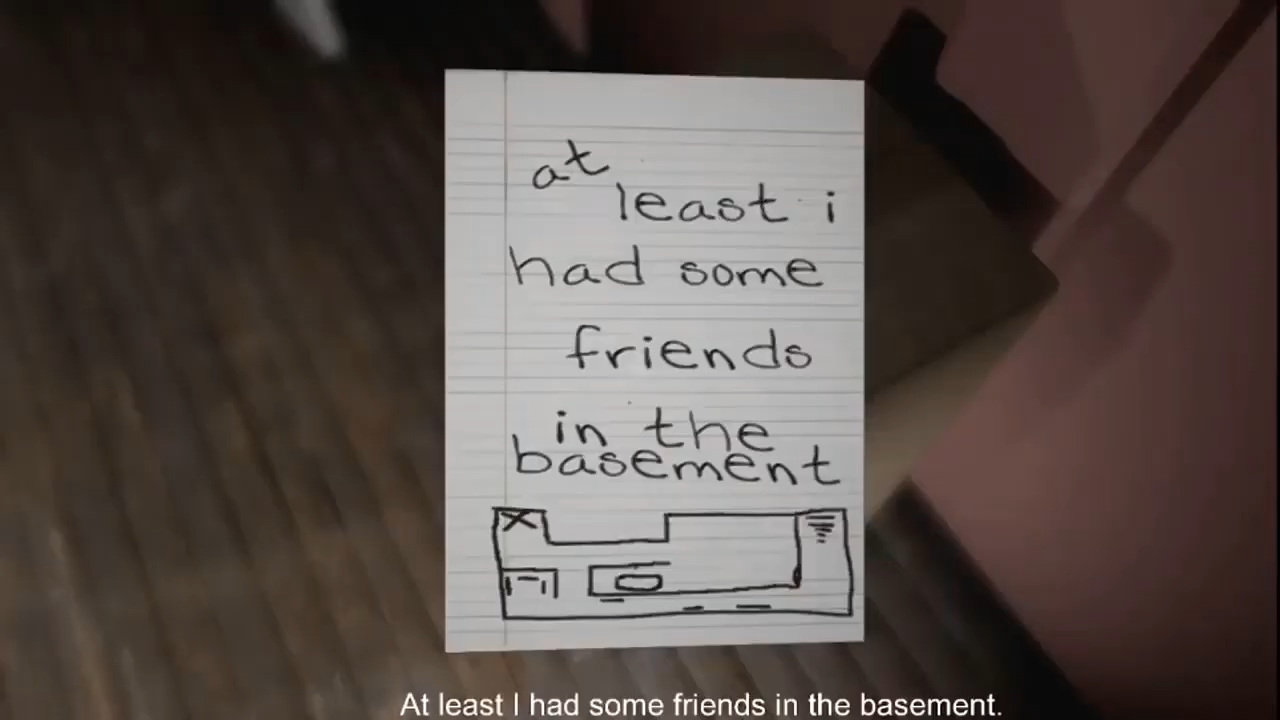 at
least i
had some
friends
in the
basement
At least I had some friends in the basement.